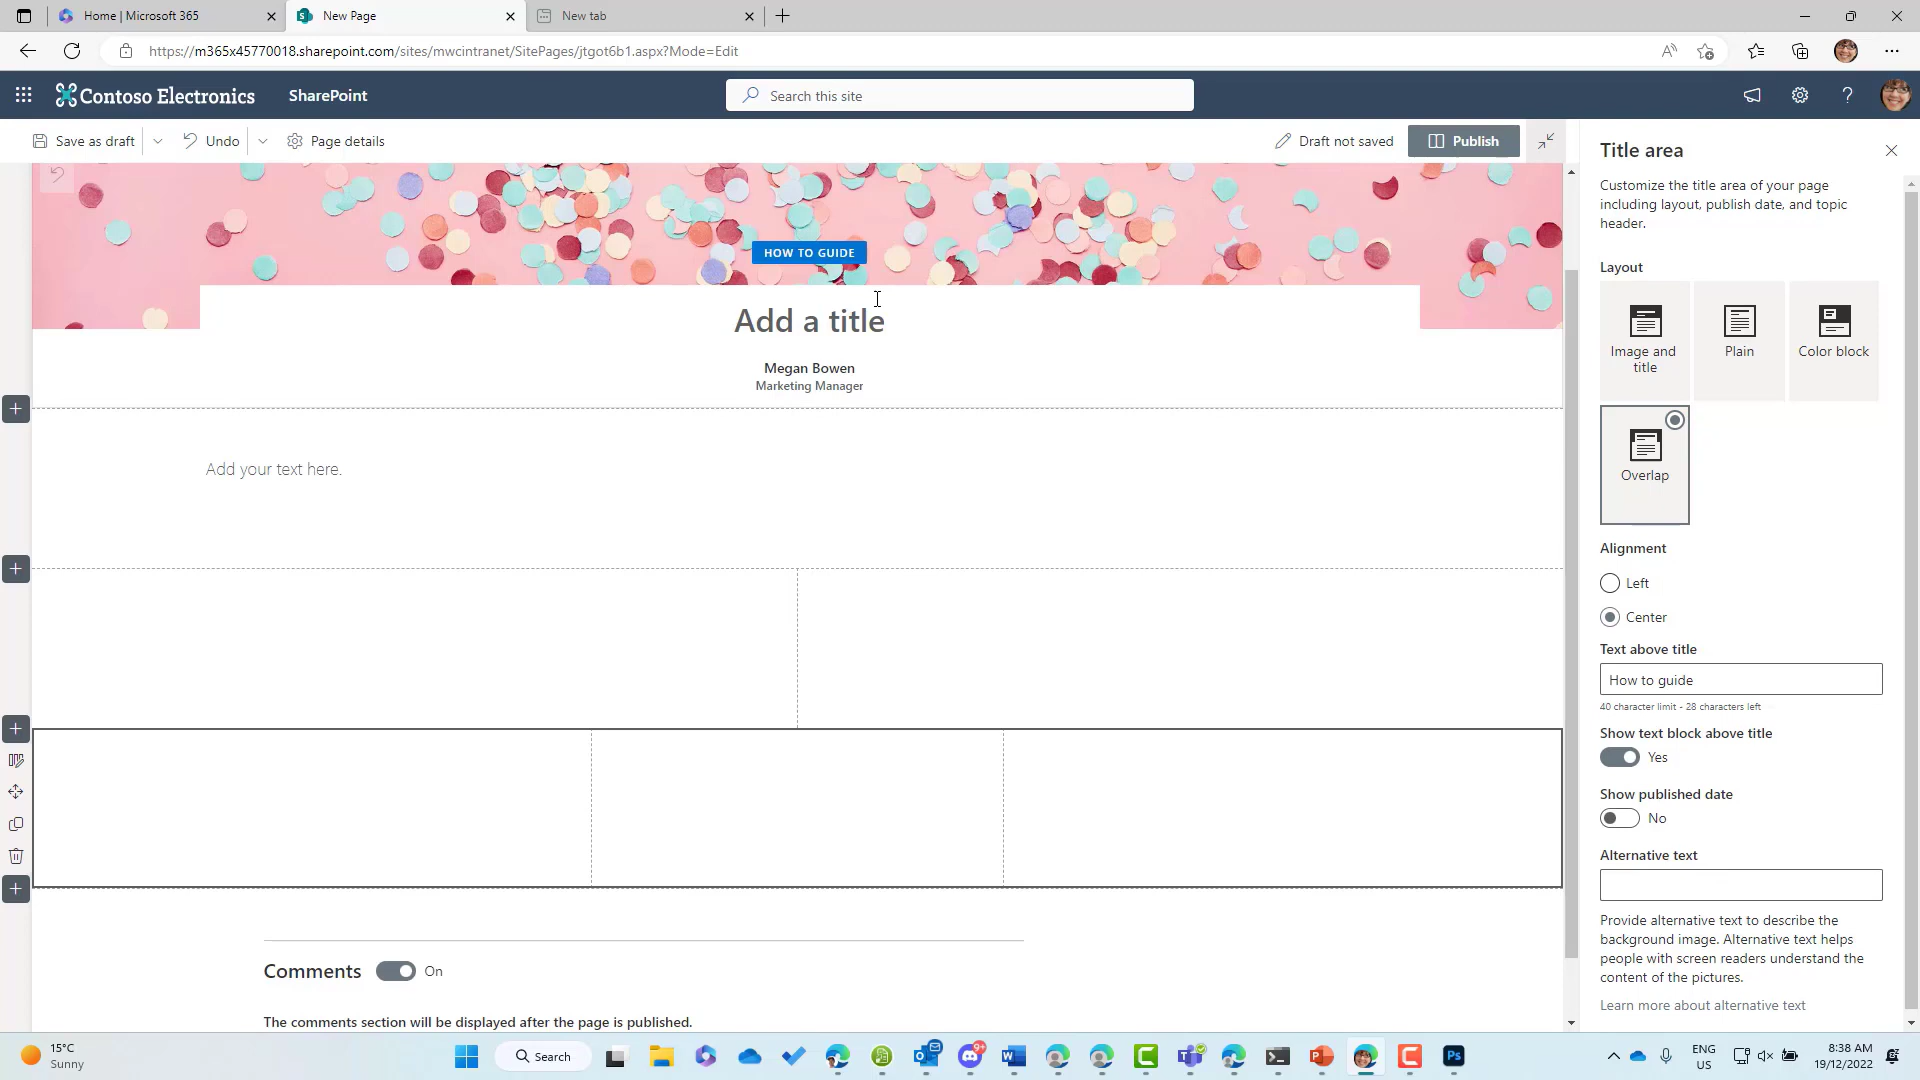 Home | Microsoft 365
New Page
New tab
https://m365x45770018.sharepoint.com/sites/mwcintranet/SitePages/jtgot6b1.aspx?Mode=Edit
Contoso Electronics
SharePoint
Search this site
Save as draft
Undo
Page details
Draft not saved
Publish
HOW TO GUIDE
Add a title
Megan Bowen
Marketing Manager
Add your text here.
Comments
On
The comments section will be displayed after the page is published.
Title area
Customize the title area of your page
including layout, publish date, and topic
header.
Layout
Image and
title
Plain
Color block
Overlap
Alignment
Left
Center
Text above title
How to guide
40 character limit - 28 characters left
Show text block above title
Yes
Show published date
No
Alternative text
Provide alternative text to describe the
background image. Alternative text helps
people with screen readers understand the
content of the pictures.
Learn more about alternative text
15°C
Sunny
Search
9+
Ps
ENG
US
8:38 AM
19/12/2022